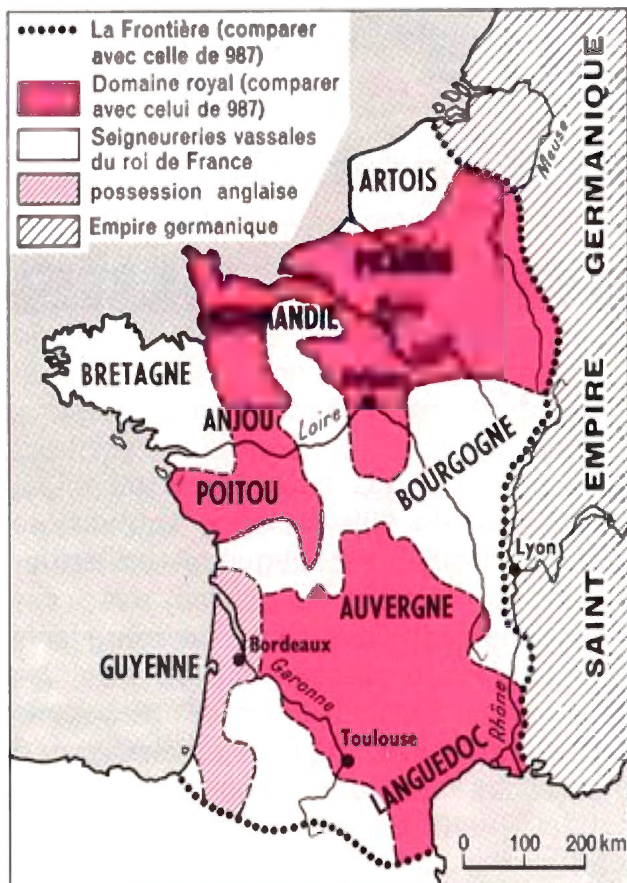 La Frontière (comparer
avec celle de 987)
Domaine royal (comparer
avec celui de 987)
Seigneureries vassales
du roi de France
possession anglaise
Empire germanique
ARTOIS
Meuse
SAINT EMPIRE GERMANIQUE
BRETAGNE
ANJOU
Loire
BOURGOGNE
POITOU
Lyon
AUVERGNE
GUYENNE
Bordeaux
Garonne
Rhône
Toulouse
LANGUEDOC
0 100 200 km